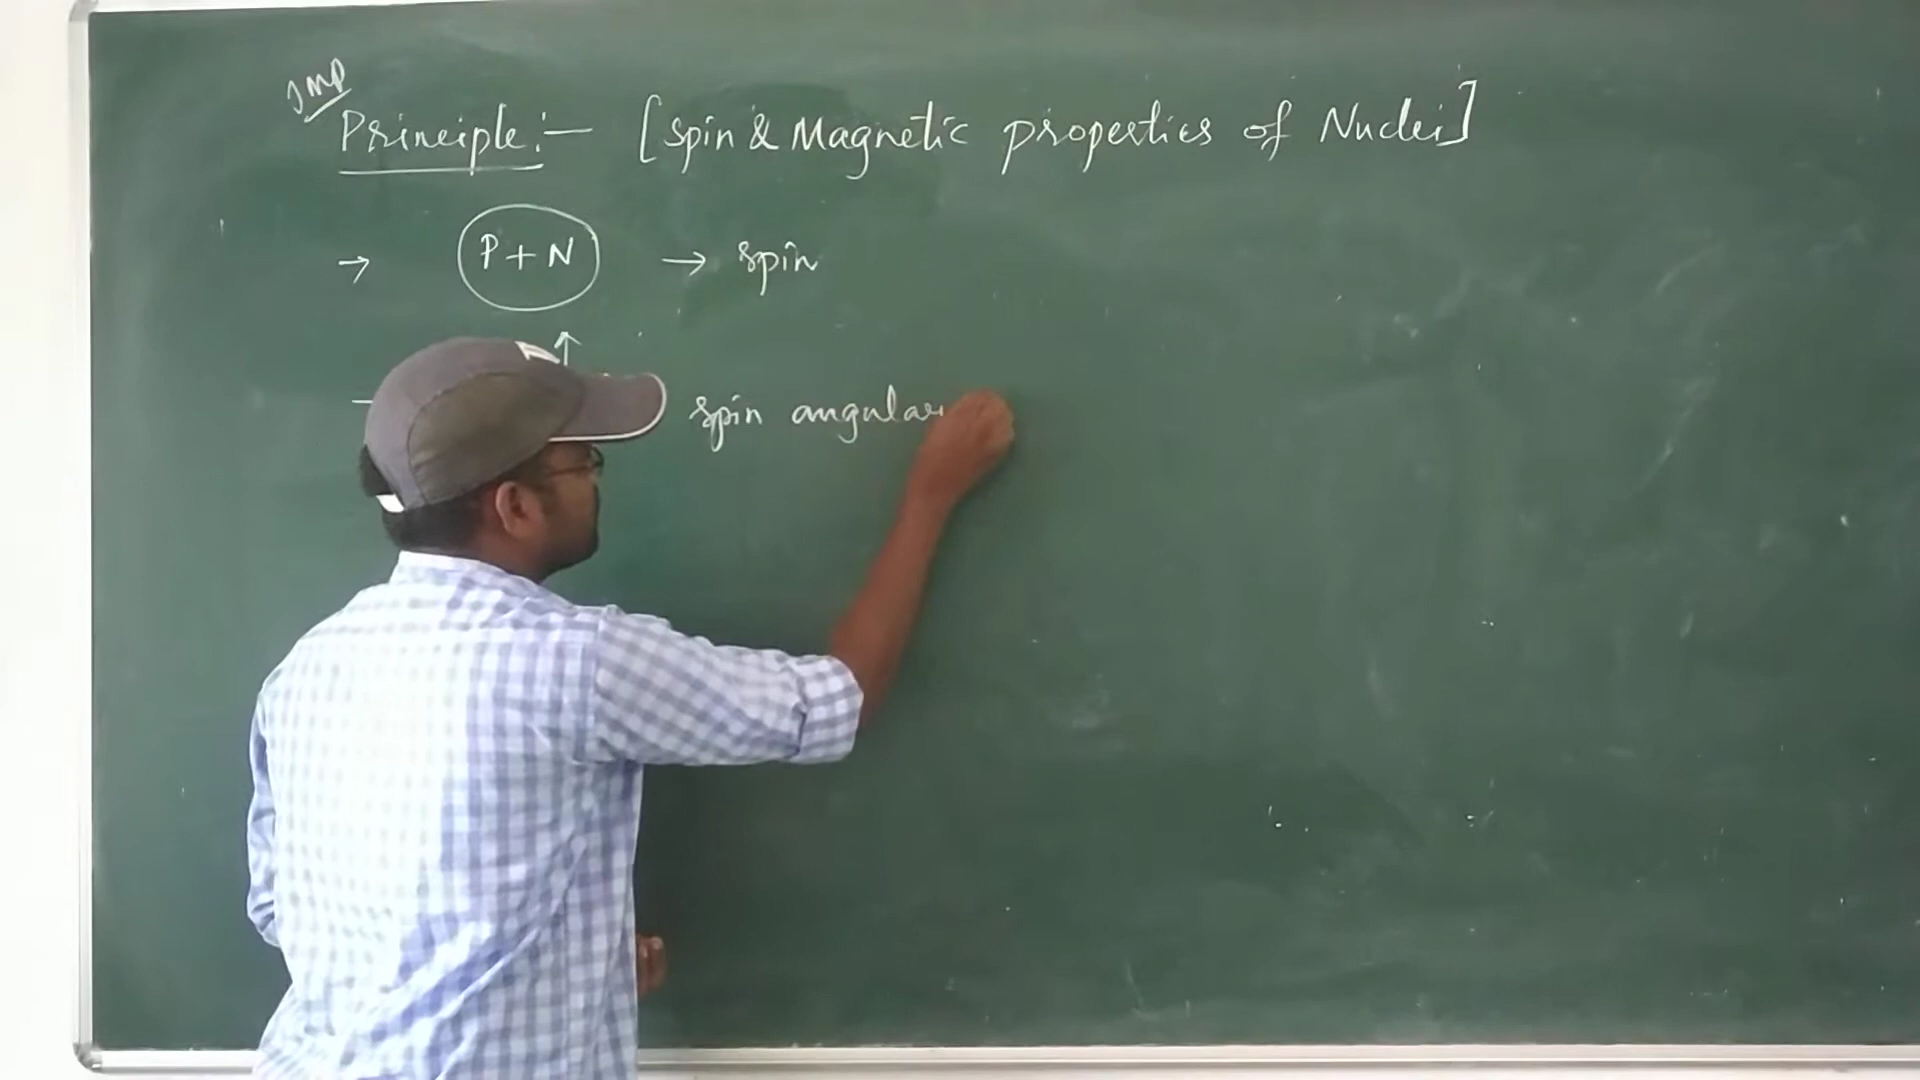 IMP
Principle:- [Spin & Magnetic properties of Nuclei]
→ P+N → spin
spin angular